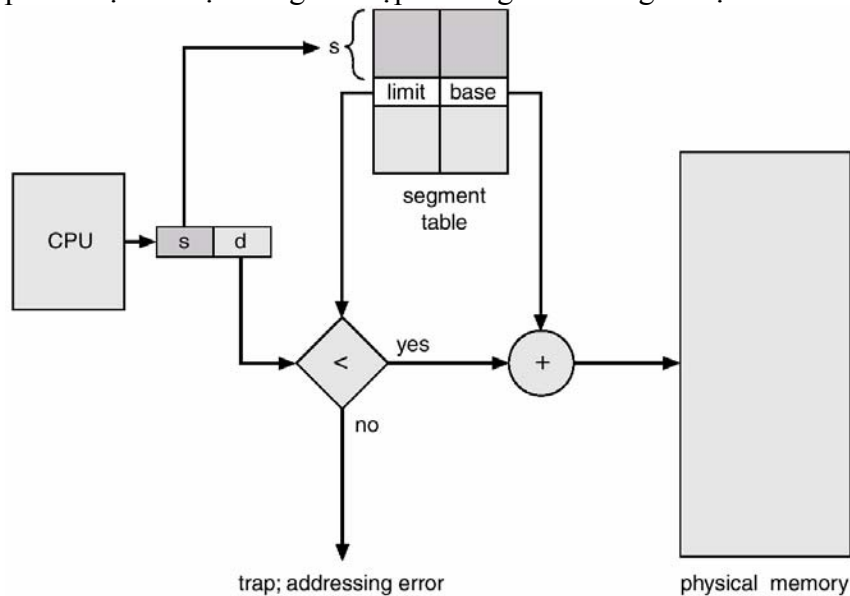 s
limit base
segment
table
CPU
s d
<
yes
+
no
trap; addressing error
physical memory